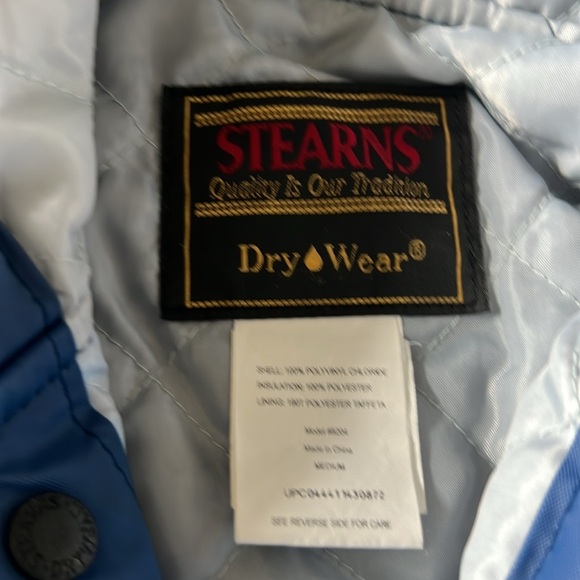 STEARNS
Quality Is Our Tradition
Dry Wear®
SHELL: 100% POLYVINYL CHLORIDE
INSULATION: 100% POLYESTER
LINING: 100% POLYESTER TAFFETA
Made in China
MEDIUM
SEE REVERSE SIDE FOR CARE